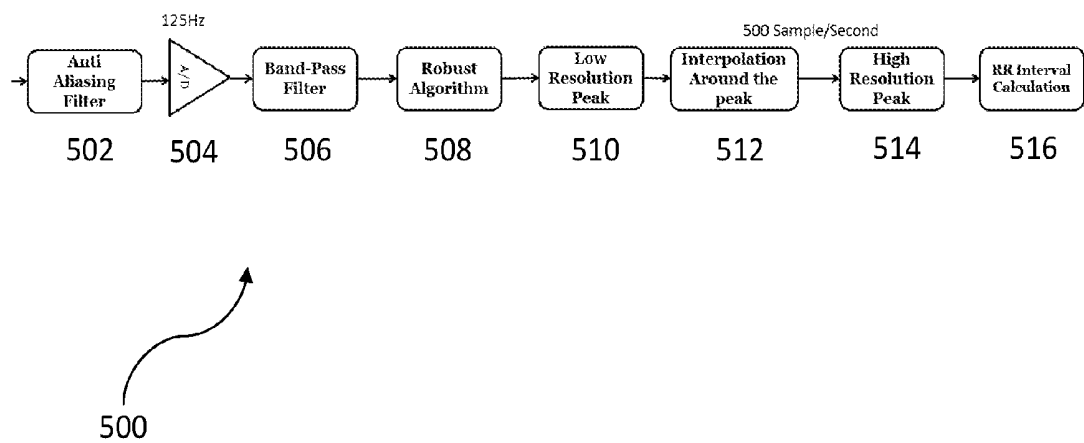 125Hz
500 Sample/Second
Anti
Aliasing
Filter
A/D
Band-Pass
Filter
Robust
Algorithm
Low
Resolution
Peak
Interpolation
Around the
peak
High
Resolution
Peak
RR Interval
Calculation
502
504
506
508
510
512
514
516
500